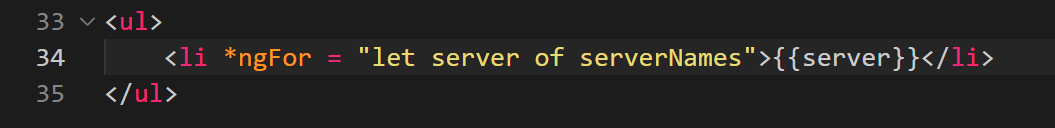 33 <ul>
34 <li *ngFor = "let server of serverNames">{{server}}</li>
35 </ul>